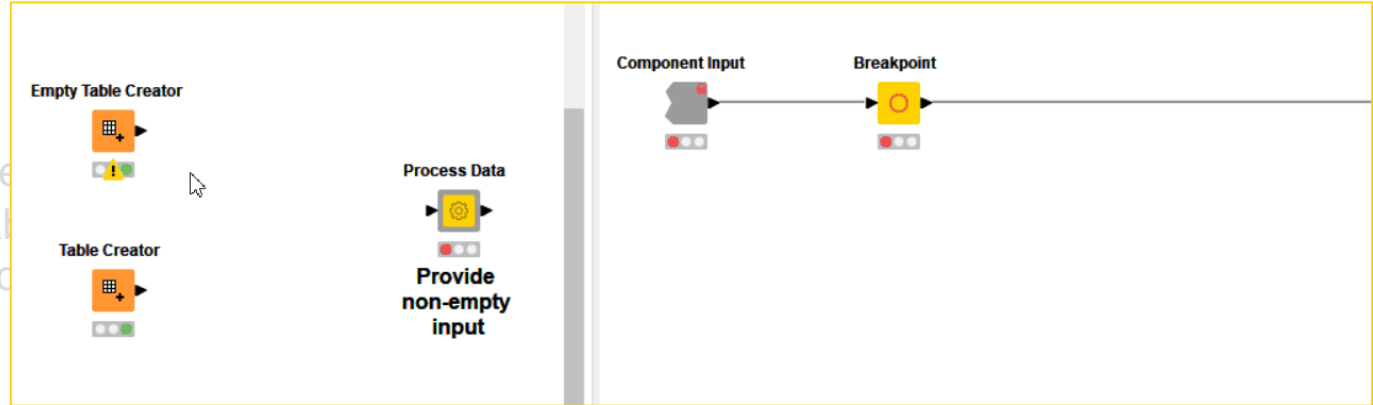 Empty Table Creator
Table Creator
Process Data
Provide
non-empty
input
Component Input
Breakpoint